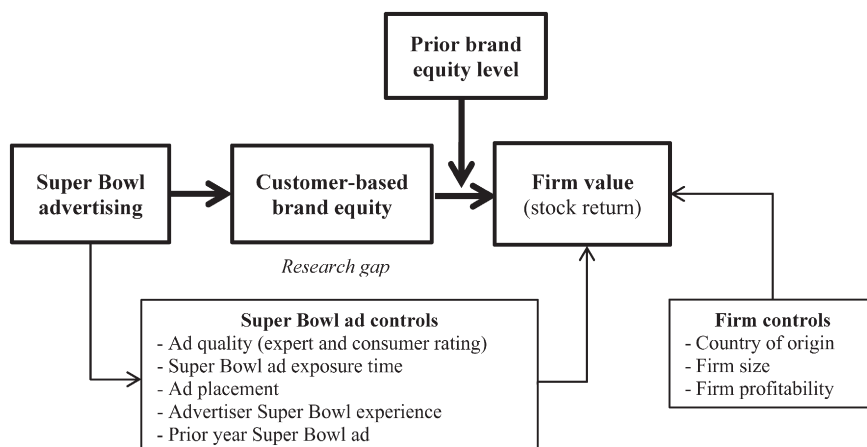 Prior brand
equity level
Super Bowl
advertising
Customer-based
brand equity
Firm value
(stock return)
Research gap
Super Bowl ad controls
- Ad quality (expert and consumer rating)
- Super Bowl ad exposure time
- Ad placement
- Advertiser Super Bowl experience
- Prior year Super Bowl ad
Firm controls
- Country of origin
- Firm size
- Firm profitability